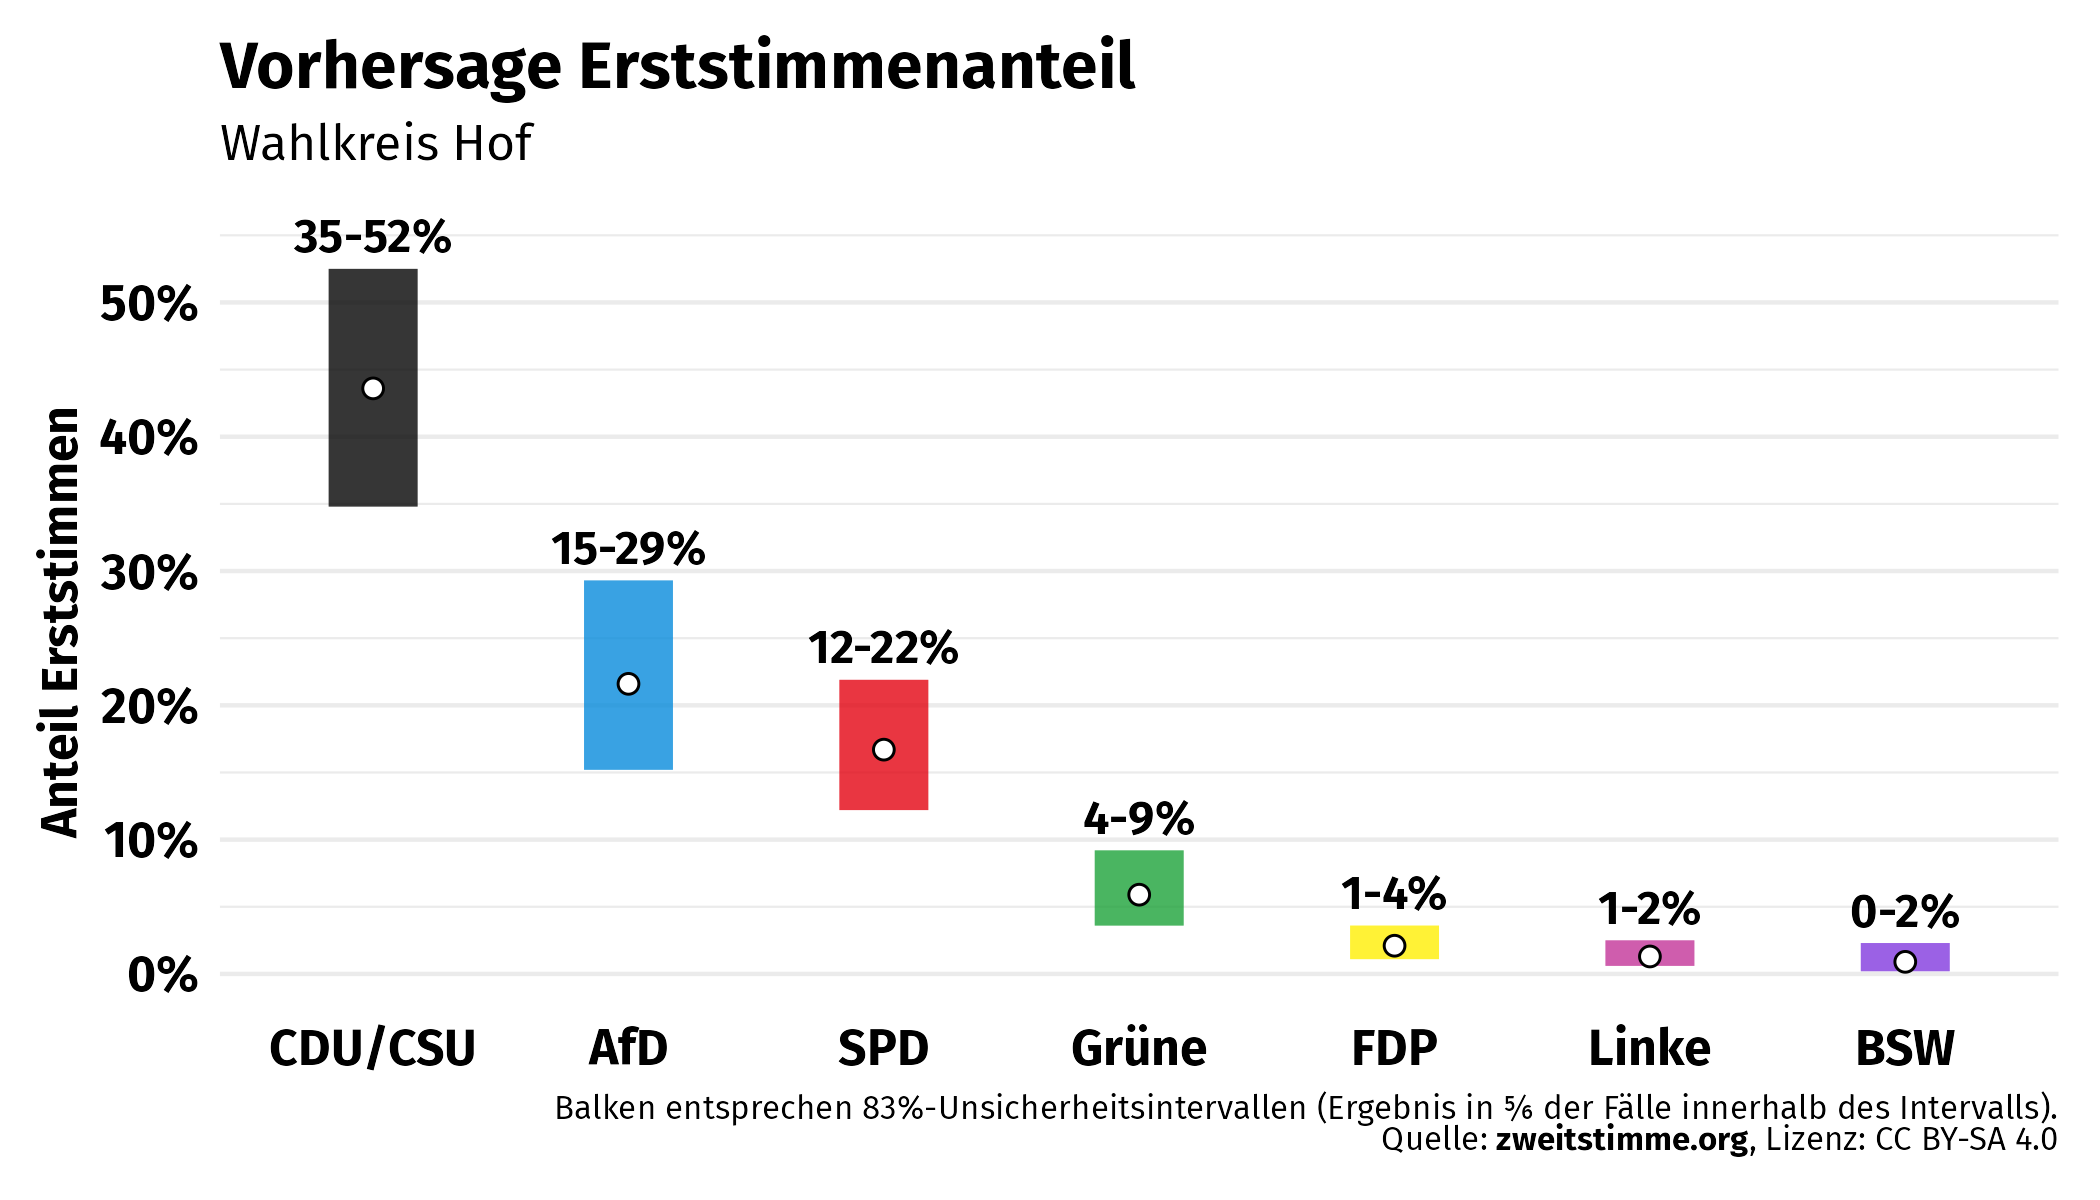 Vorhersage Erststimmenanteil
Wahlkreis Hof
Anteil Erststimmen
50%
40%
30%
20%
10%
0%
35-52%
15-29%
12-22%
4-9%
1-4%
1-2%
0-2%
CDU/CSU AfD SPD Grüne FDP Linke BSW
Balken entsprechen 83%-Unsicherheitsintervallen (Ergebnis in ⅚ der Fälle innerhalb des Intervalls).
Quelle: zweitstimme.org, Lizenz: CC BY-SA 4.0